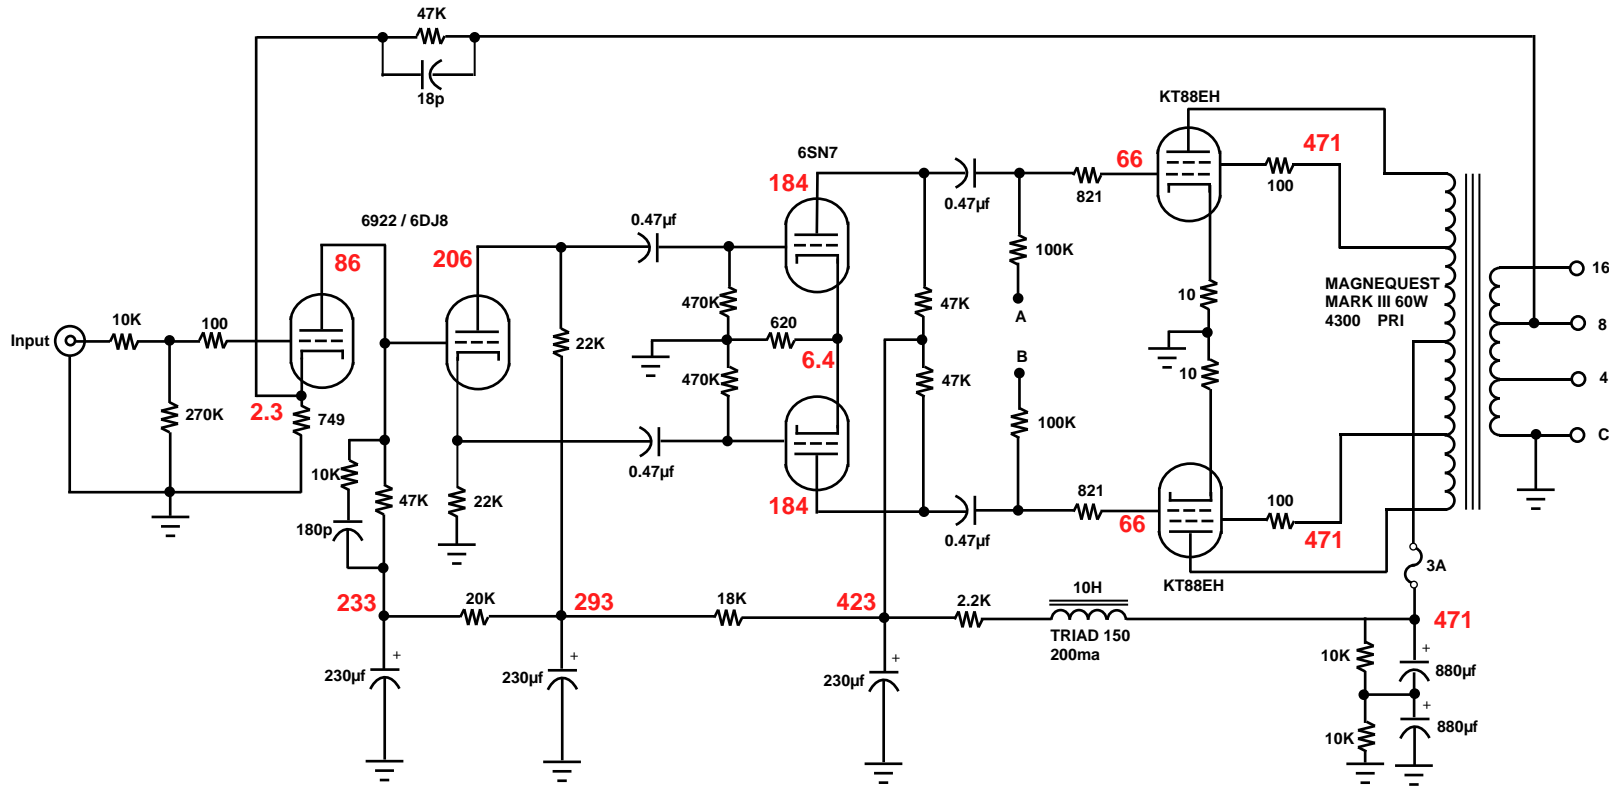 47K
18p
KT88EH
471
66
100
821
6SN7
184
0.47µf
6922 / 6DJ8
0.47µf
206
86
100K
A
470K
47K
10
MAGNEQUEST
MARK III 60W
4300 PRI
16
8
4
C
Input
10K
100
22K
620
6.4
B
470K
47K
10
2.3
749
270K
100K
0.47µf
10K
47K
22K
184
821
66
100
471
180p
0.47µf
KT88EH
3A
233
20K
293
18K
423
2.2K
10H
TRIAD 150
200ma
471
+
230µf
+
230µf
+
230µf
10K
+
880µf
10K
+
880µf